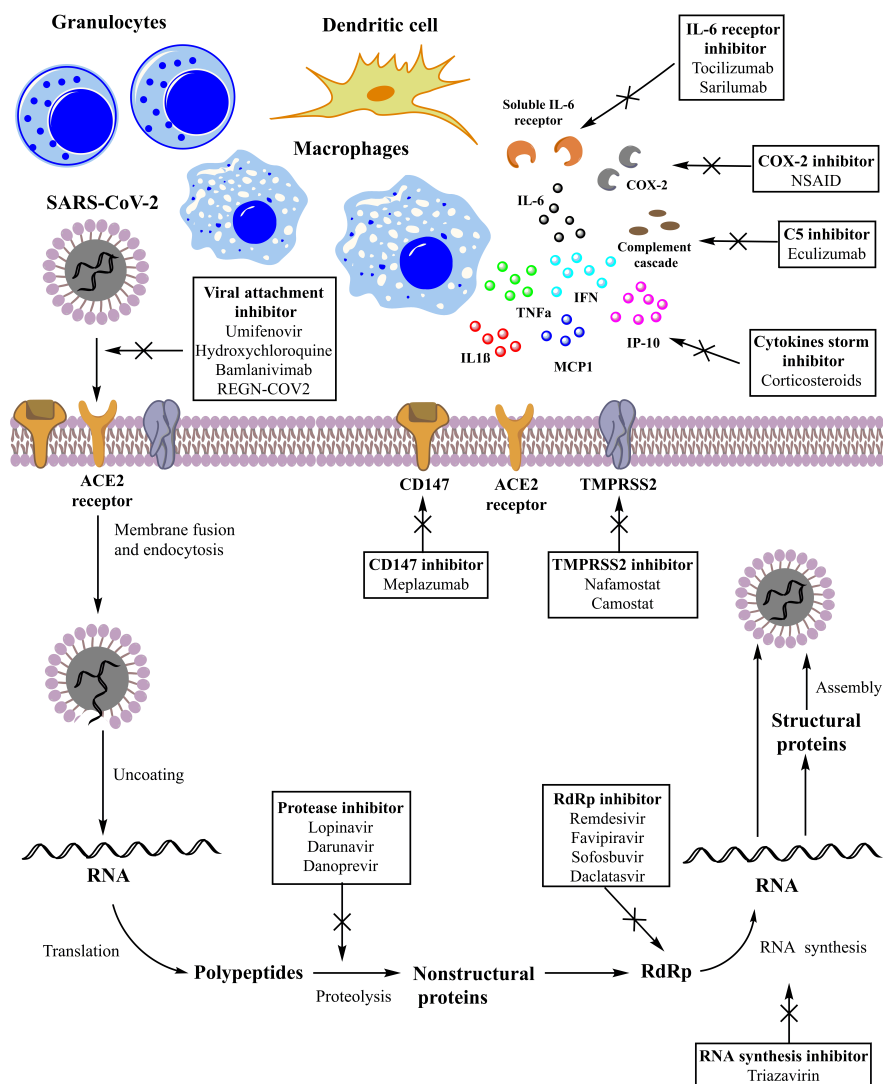 Granulocytes
Dendritic cell
IL-6 receptor
inhibitor
Tocilizumab
Sarilumab
Soluble IL-6
receptor
Macrophages
COX-2 inhibitor
NSAID
COX-2
SARS-CoV-2
IL-6
C5 inhibitor
Eculizumab
Complement
cascade
Viral attachment
inhibitor
Umifenovir
Hydroxychloroquine
Bamlanivimab
REGN-COV2
IFN
TNFa
IP-10
IL1ß
MCP1
Cytokines storm
inhibitor
Corticosteroids
ACE2
receptor
CD147
ACE2
receptor
TMPRSS2
Membrane fusion
and endocytosis
CD147 inhibitor
Meplazumab
TMPRSS2 inhibitor
Nafamostat
Camostat
Assembly
Structural
proteins
Uncoating
Protease inhibitor
Lopinavir
Darunavir
Danoprevir
RdRp inhibitor
Remdesivir
Favipiravir
Sofosbuvir
Daclatasvir
RNA
RNA
Translation
RNA synthesis
Polypeptides
Proteolysis
Nonstructural
proteins
RdRp
RNA synthesis inhibitor
Triazavirin